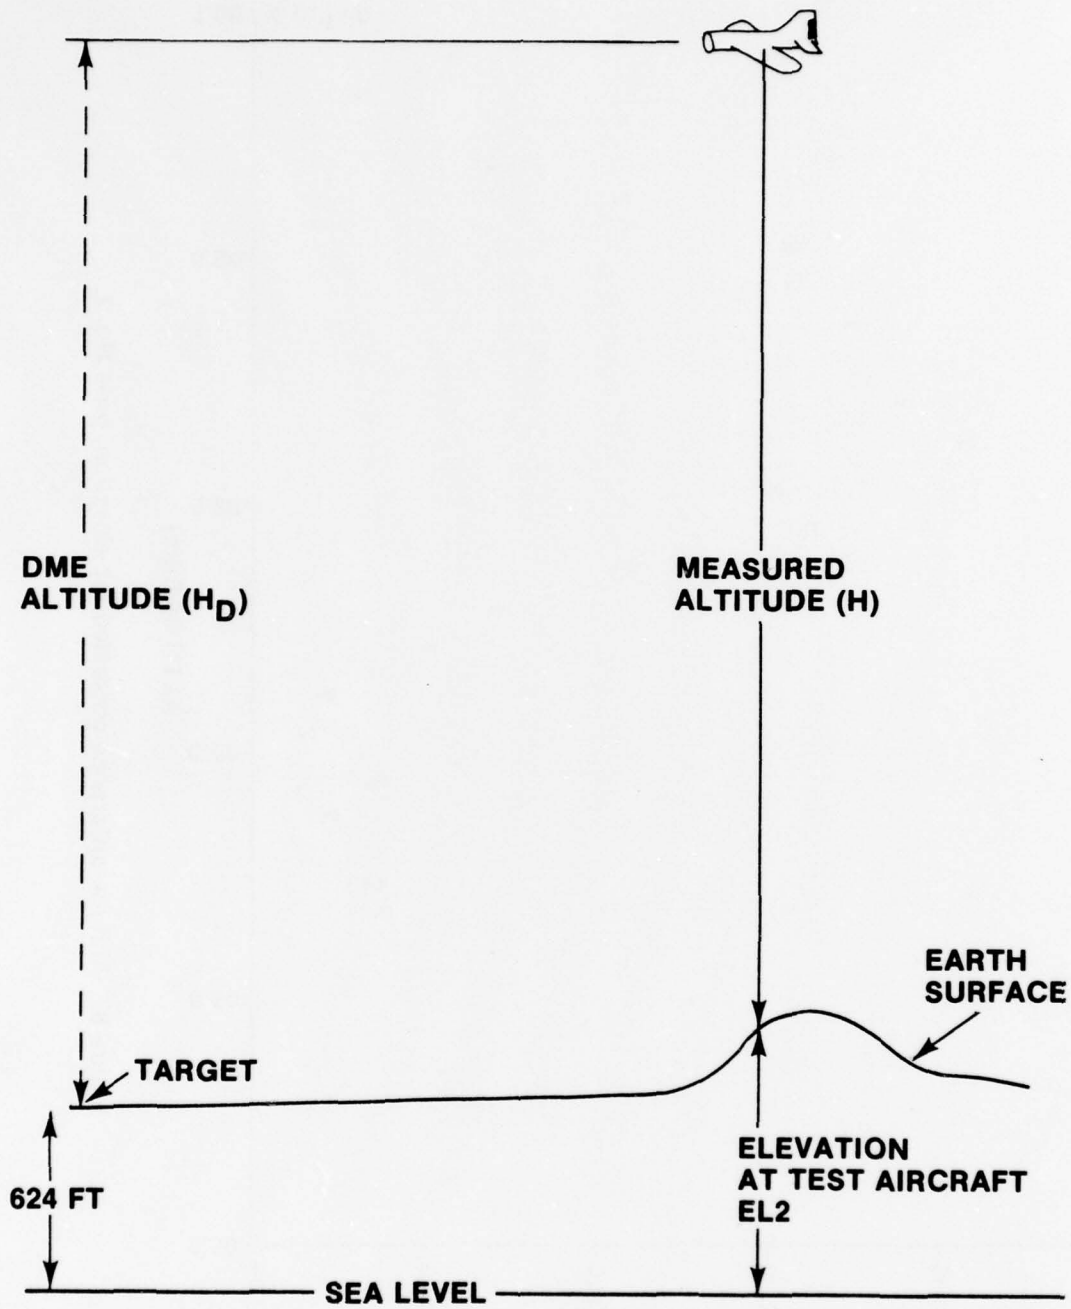 DME
ALTITUDE (HD)
MEASURED
ALTITUDE (H)
EARTH
SURFACE
TARGET
624 FT
ELEVATION
AT TEST AIRCRAFT
EL2
SEA LEVEL